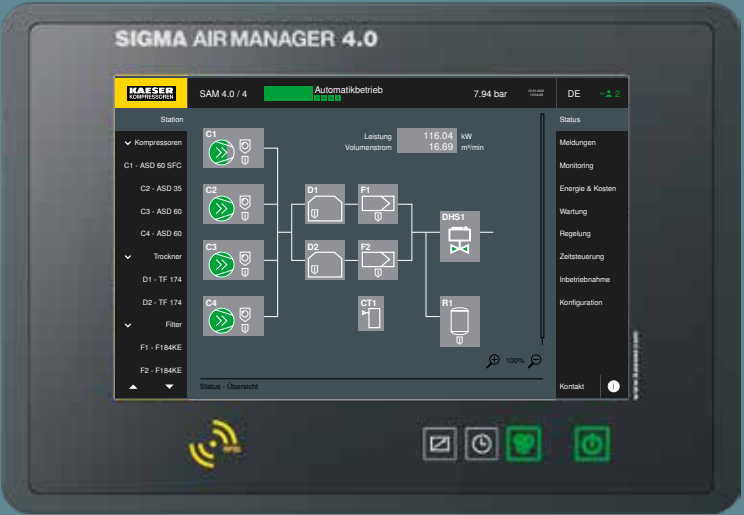 SIGMA AIR MANAGER 4.0
KAESER
KOMPRESSOREN
SAM 4.0 / 4
Automatikbetrieb
7.94 bar
DE
2
Station
Kompressoren
C1 - ASD 60 SFC
C2 - ASD 35
C3 - ASD 60
C4 - ASD 60
Trockner
D1 - TF 174
D2 - TF 174
Filter
F1 - F184KE
F2 - F184KE
Leistung 116.04 kW
Volumenstrom 16.69 m³/min
C1
C2
C3
C4
D1
D2
F1
F2
CT1
DHS1
R1
100%
Status - Übersicht
Status
Meldungen
Monitoring
Energie & Kosten
Wartung
Regelung
Zeitsteuerung
Inbetriebnahme
Konfiguration
Kontakt
i
www.kaeser.com
RFID